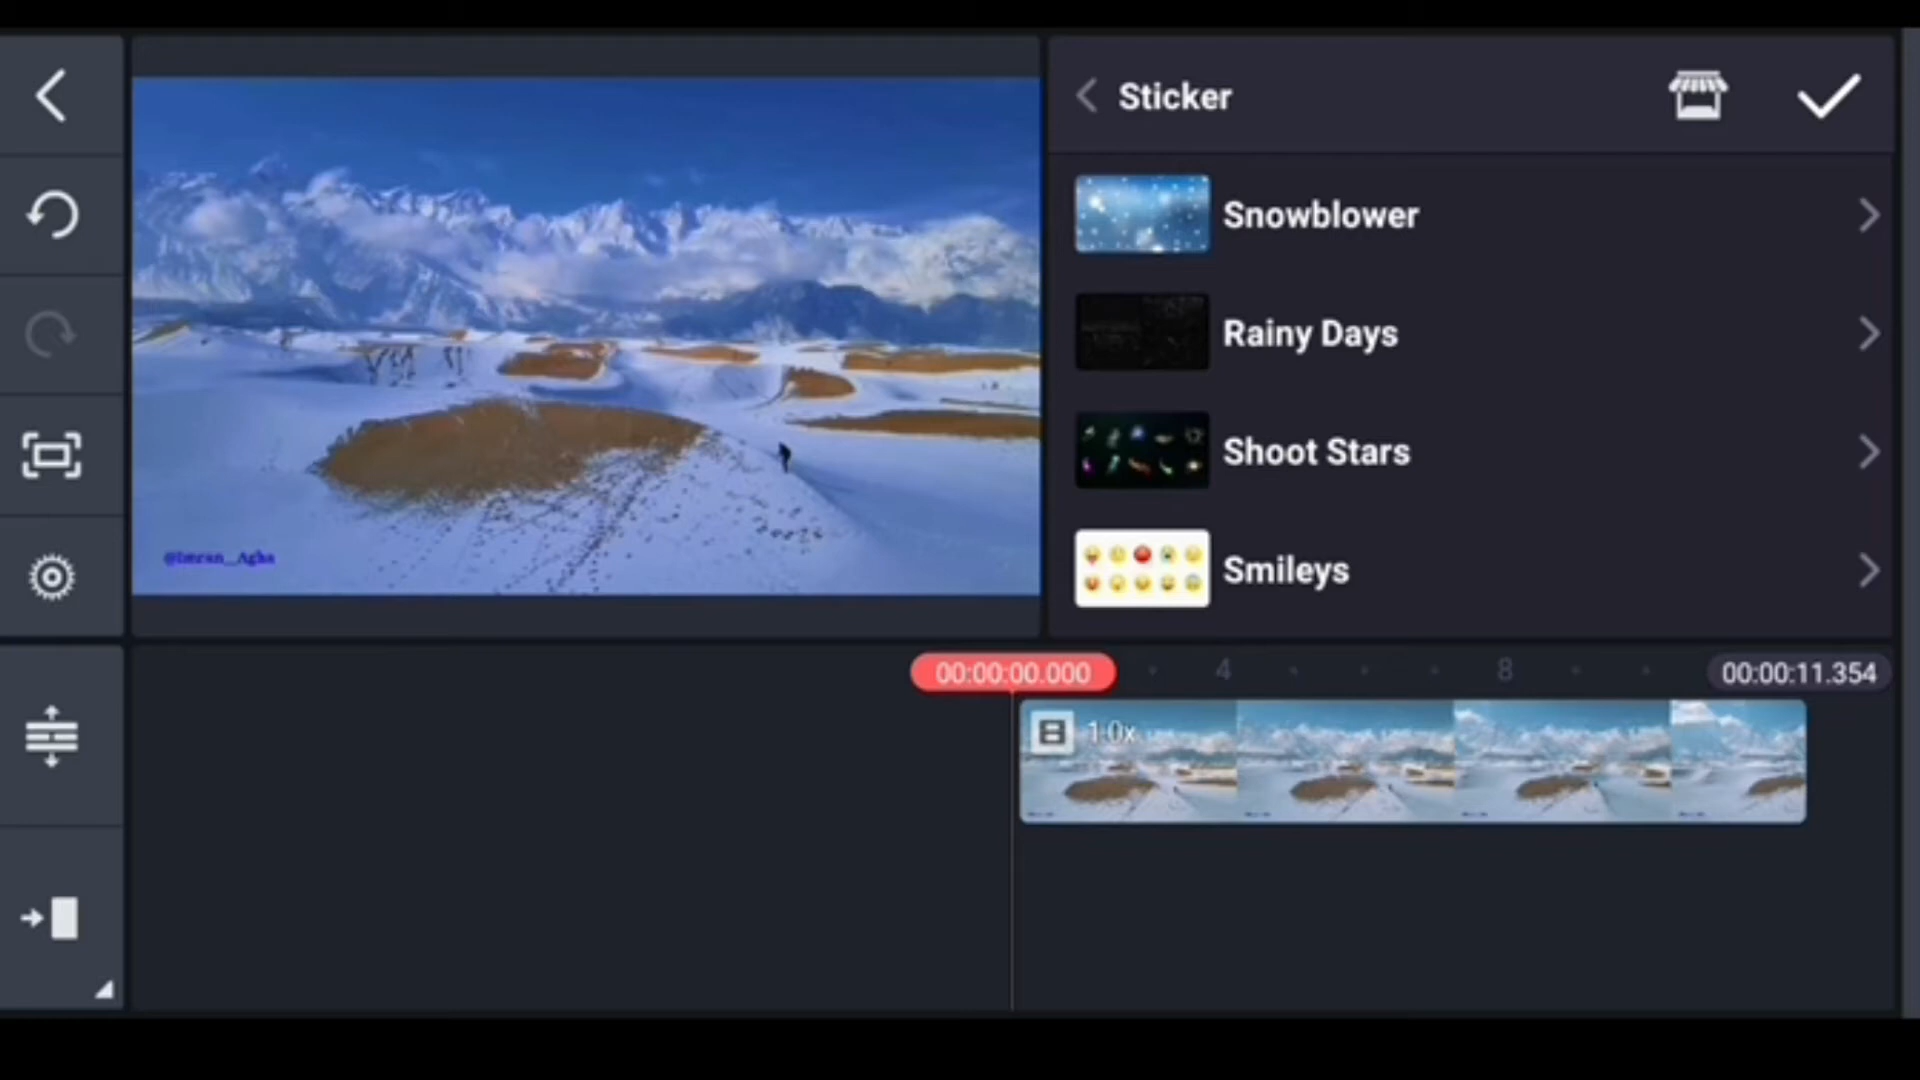 Sticker
Snowblower
Rainy Days
Shoot Stars
Smileys
@Imran_Agha
00:00:00.000
4
8
00:00:11.354
1.0x